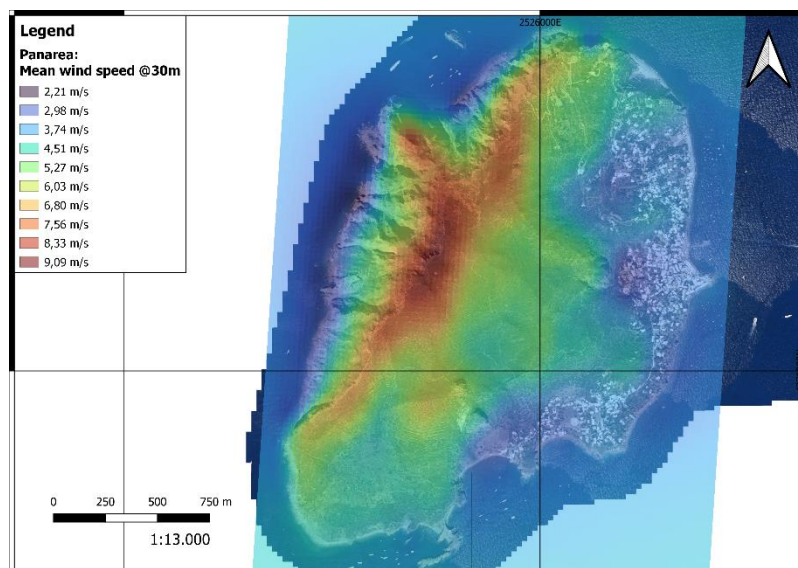 Legend
Panarea:
Mean wind speed @30m
2,21 m/s
2,98 m/s
3,74 m/s
4,51 m/s
5,27 m/s
6,03 m/s
6,80 m/s
7,56 m/s
8,33 m/s
9,09 m/s
2526000E
0 250 500 750 m
1:13.000